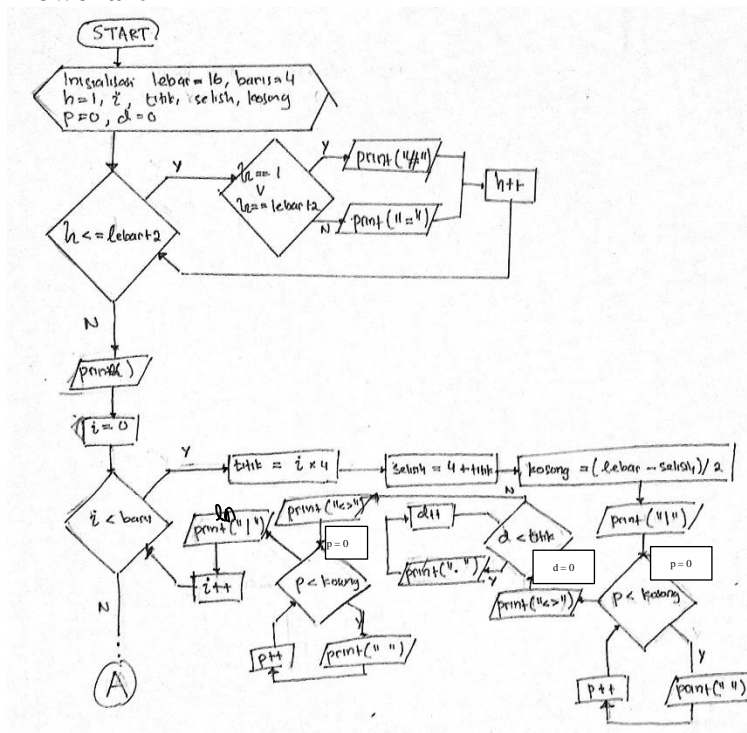 START
Inisialisasi lebar=16, baris=4
h=1, i, titik, selisih, kosong
p=0, d=0
h<=lebar+2
Y
h==1
V
h==lebar+2
Y
print("#")
N
print("=")
h++
N
println()
i=0
i<baris
Y
titik = i×4
selisih = 4+titik
kosong =(lebar-selisih)/2
print("|")
p = 0
p<kosong
Y
print(" ")
p++
print("<>")
d = 0
d<titik
Y
print(".")
d++
N
print("<>")
p = 0
p<kosong
Y
print(" ")
p++
println("|")
i++
N
A